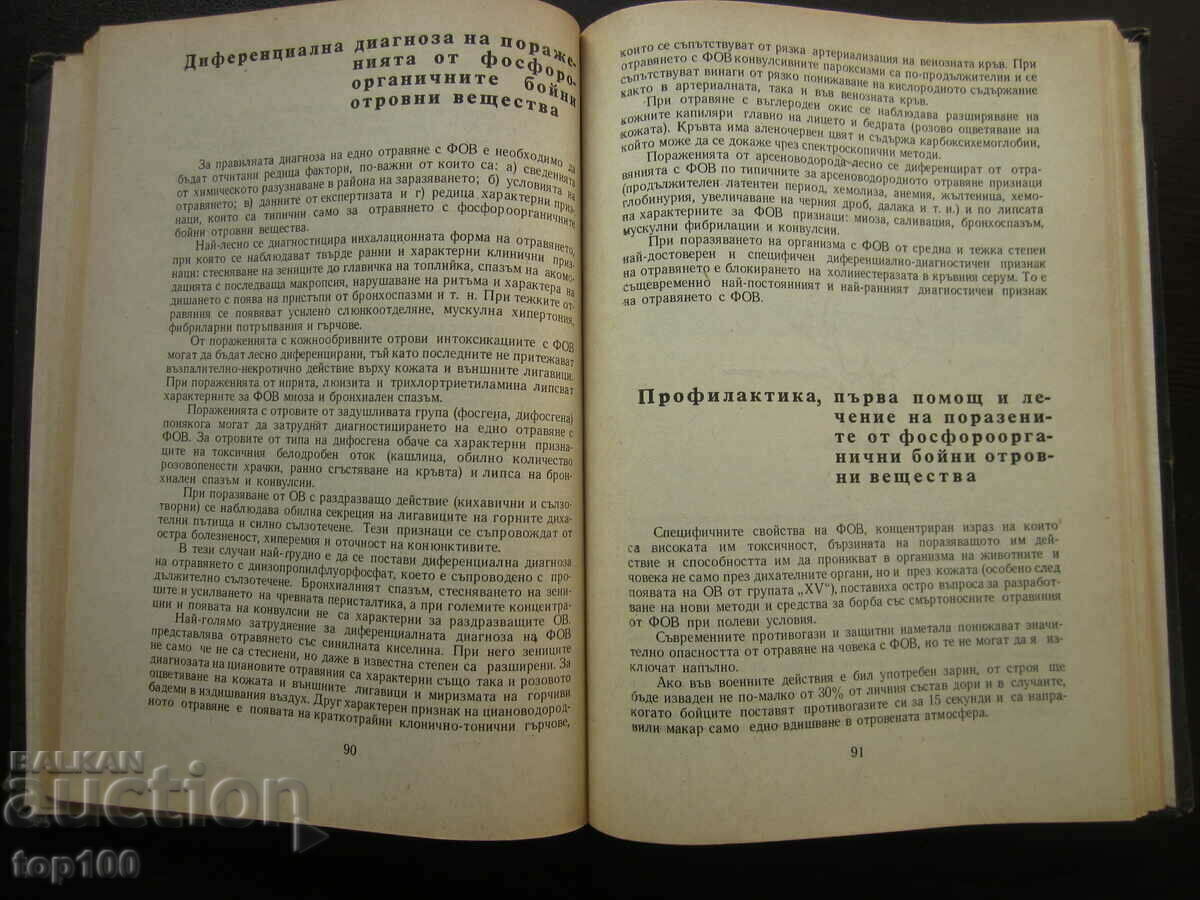 Диференциална диагноза на пораже-
нията от фосфоро-
органичните бойни
отровни вещества
За правилната диагноза на едно отравяне с ФОВ е необходимо да
бъдат отчитани редица фактори, по-важни от които са: а) сведенията
от химическото разузнаване в района на заразяването; б) условията на
отравянето; в) данните от експертизата и г) редица характерни приз-
наци, които са типични само за отравянето с фосфороорганичните
бойни отровни вещества.
Най-лесно се диагностицира инхалационната форма на отравянето,
при която се наблюдават твърде ранни и характерни клинични приз-
наци: стесняване на зениците до главичка на топлийка, спазъм на акомо-
дацията с последваща макропсия, нарушаване на ритъма и характера на
дишането с поява на пристъпи от бронхоспазми и т. н. При тежките от-
равяния се появяват усилено слюнкоотделяне, мускулна хипертония,
фибриларни потръпвания и гърчове.
От пораженията с кожнообривните отрови интоксикациите с ФОВ
могат да бъдат лесно диференцирани, тъй като последните не притежават
възпалително-некротично действие върху кожата и външните лигавици.
При пораженията от иприта, люизита и трихлортриетиламина липсват
характерните за ФОВ миоза и бронхиален спазъм.
Пораженията с отровите от задушливата група (фосгена, дифосгена)
понякога могат да затруднят диагностицирането на едно отравяне с
ФОВ. За отровите от типа на дифосгена обаче са характерни призна-
ците на токсичния белодробен оток (кашлица, обилно количество
розовопенести храчки, ранно сгъстяване на кръвта) и липса на брон-
хиален спазъм и конвулсии.
При поразяване от ОВ с раздразващо действие (кихавични и сълзо-
творни) се наблюдава обилна секреция на лигавиците на горните диха-
телни пътища и силно сълзотечене. Тези признаци се съпровождат от
остра болезненост, хиперемия и оточност на конюнктивите.
В тези случаи най-трудно е да се постави диференциална диагноза
на отравянето с диизопропилфлуорфосфат, което е съпроводено с про-
дължително сълзотечене. Бронхиалният спазъм, стесняването на зени-
ците и усилването на чревната перисталтика, а при големите концентра-
ции и появата на конвулсии не са характерни за раздразващите ОВ.
Най-голямо затруднение за диференциалната диагноза на ФОВ
представлява отравянето със синилната киселина. При него зениците
не само че не са стеснени, но даже в известна степен са разширени. За
диагнозата на циановите отравяния са характерни също така и розовото
оцветяване на кожата и външните лигавици и миризмата на горчиви
бадеми в издишвания въздух. Друг характерен признак на циановодород-
ното отравяне е появата на краткотрайни клонично-тонични гърчове,
90
които се съпътствуват от рязка артериализация на венозната кръв. При
отравянето с ФОВ конвулсивните пароксизми са по-продължителни и се
съпътствуват винаги от рязко понижаване на кислородното съдържание
както в артериалната, така и във венозната кръв.
При отравяне с въглероден окис се наблюдава разширяване на
кожните капиляри главно на лицето и бедрата (розово оцветяване на
кожата). Кръвта има аленочервен цвят и съдържа карбоксихемоглобин,
който може да се докаже чрез спектроскопични методи.
Пораженията от арсеноводорода лесно се диференцират от отра-
вянията с ФОВ по типичните за арсеноводородното отравяне признаци
(продължителен латентен период, хемолиза, анемия, жълтеница, хемо-
глобинурия, увеличаване на черния дроб, далака и т. н.) и по липсата
на характерните за ФОВ признаци: миоза, саливация, бронхоспазъм,
мускулни фибрилации и конвулсии.
При поразяването на организма с ФОВ от средна и тежка степен
най-достоверен и специфичен диференциално-диагностичен признак
на отравянето е блокирането на холинестеразата в кръвния серум. То е
същевременно най-постоянният и най-ранният диагностичен признак
на отравянето с ФОВ.
Профилактика, първа помощ и ле-
чение на поразени-
те от фосфороорга-
нични бойни отров-
ни вещества
Специфичните свойства на ФОВ, концентриран израз на които
са високата им токсичност, бързината на поразяващото им дей-
ствие и способността им да проникват в организма на животните и
човека не само през дихателните органи, но и през кожата (особено след
появата на ОВ от групата „XV“), поставиха остро въпроса за разработ-
ване на нови методи и средства за борба със смъртоносните отравяния
от ФОВ при полеви условия.
Съвременните противогази и защитни наметала понижават значи-
телно опасността от отравяне на човека с ФОВ, но те не могат да я из-
ключат напълно.
Ако във военните действия е бил употребен зарин, от строя ще
бъде изваден не по-малко от 30% от личния състав дори и в случаите,
когато бойците поставят противогазите си за 15 секунди и са напра-
вили макар само едно вдишване в отровената атмосфера.
91
BALKAN
auction
top100